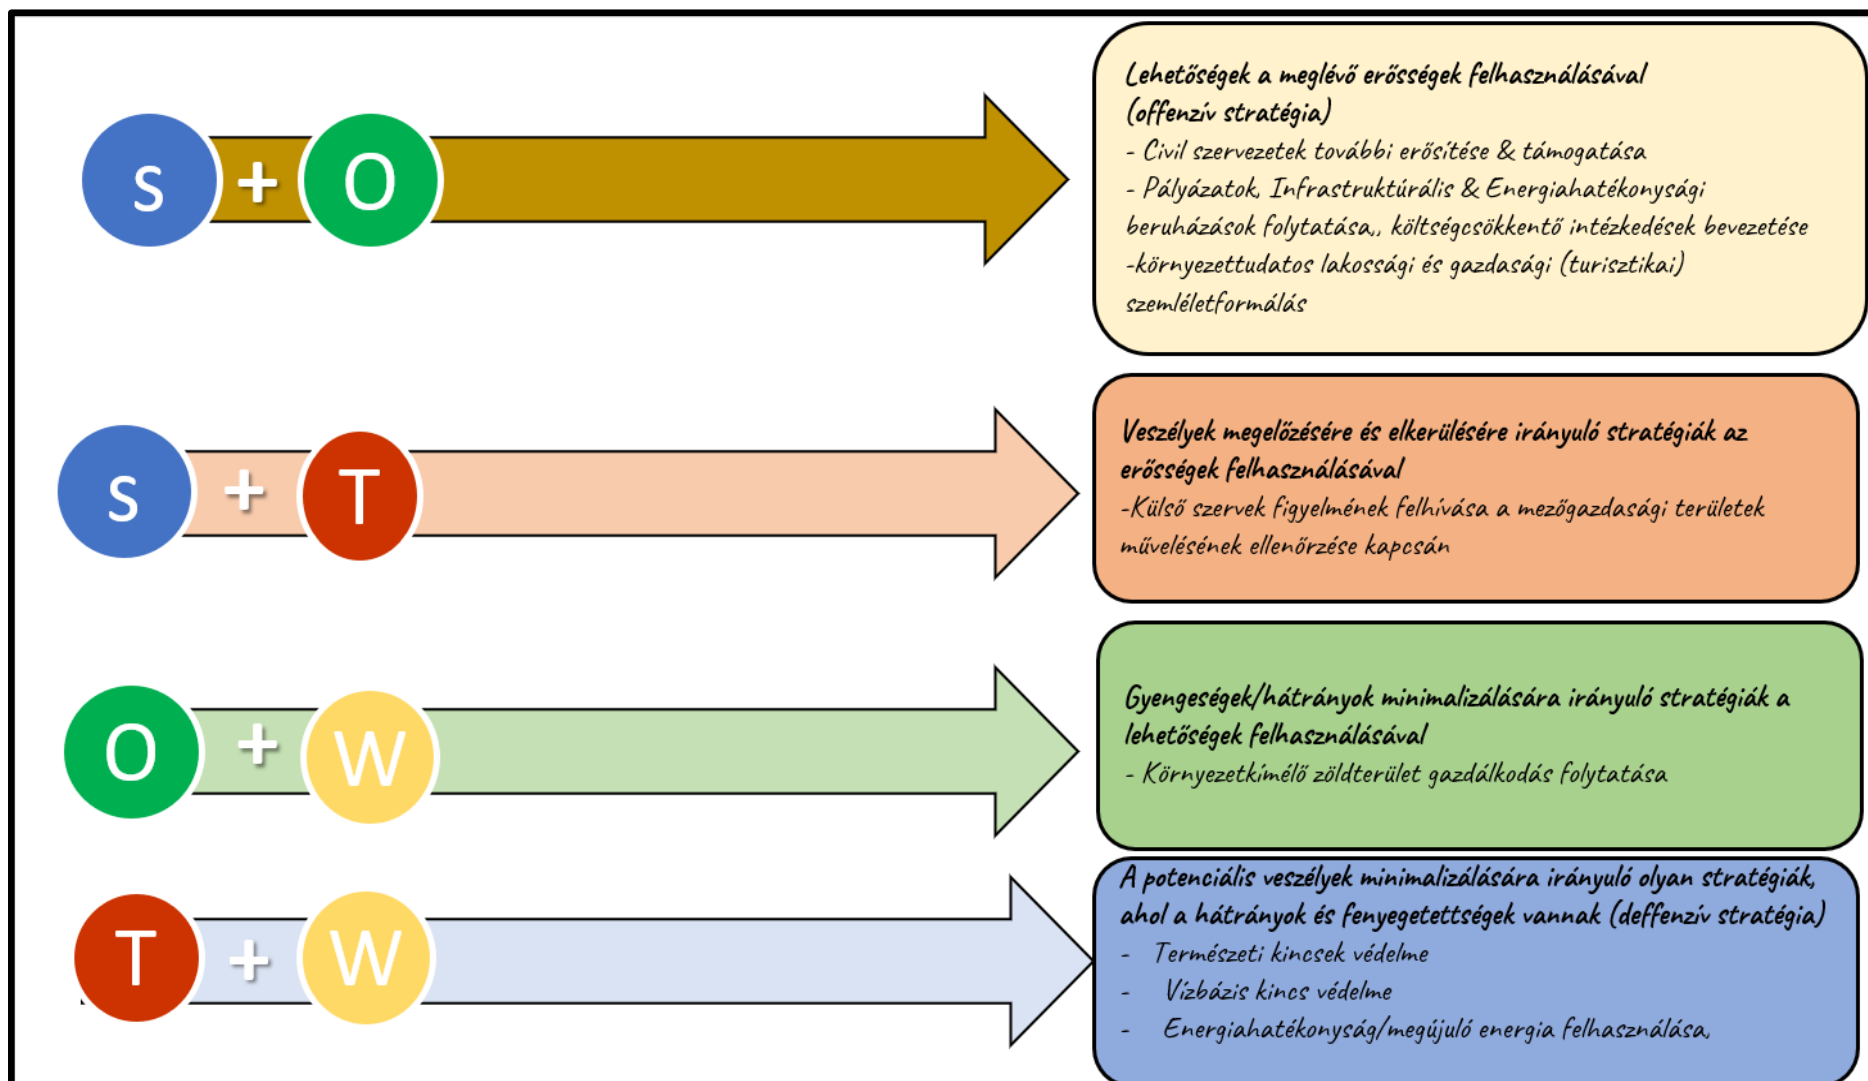 S + O
Lehetőségek a meglévő erősségek felhasználásával
(offenzív stratégia)
- Civil szervezetek további erősítése & támogatása
- Pályázatok, Infrastruktúrális & Energiahatékonysági
beruházások folytatása,, költségcsökkentő intézkedések bevezetése
-környezettudatos lakossági és gazdasági (turisztikai)
szemléletformálás
S + T
Veszélyek megelőzésére és elkerülésére irányuló stratégiák az
erősségek felhasználásával
-Külső szervek figyelmének felhívása a mezőgazdasági területek
művelésének ellenőrzése kapcsán
O + W
Gyengeségek/hátrányok minimalizálására irányuló stratégiák a
lehetőségek felhasználásával
- Környezetkímélő zöldterület gazdálkodás folytatása
T + W
A potenciális veszélyek minimalizálására irányuló olyan stratégiák,
ahol a hátrányok és fenyegetettségek vannak (deffenzív stratégia)
- Természeti kincsek védelme
- Vízbázis kincs védelme
- Energiahatékonyság/megújuló energia felhasználása,